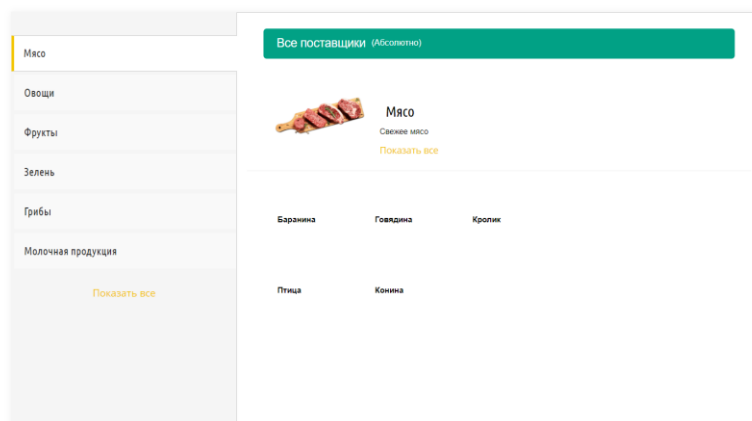 Мясо
Овощи
Фрукты
Зелень
Грибы
Молочная продукция
Показать все
Все поставщики (Абсолютно)
Мясо
Свежее мясо
Показать все
Баранина Говядина Кролик
Птица Конина